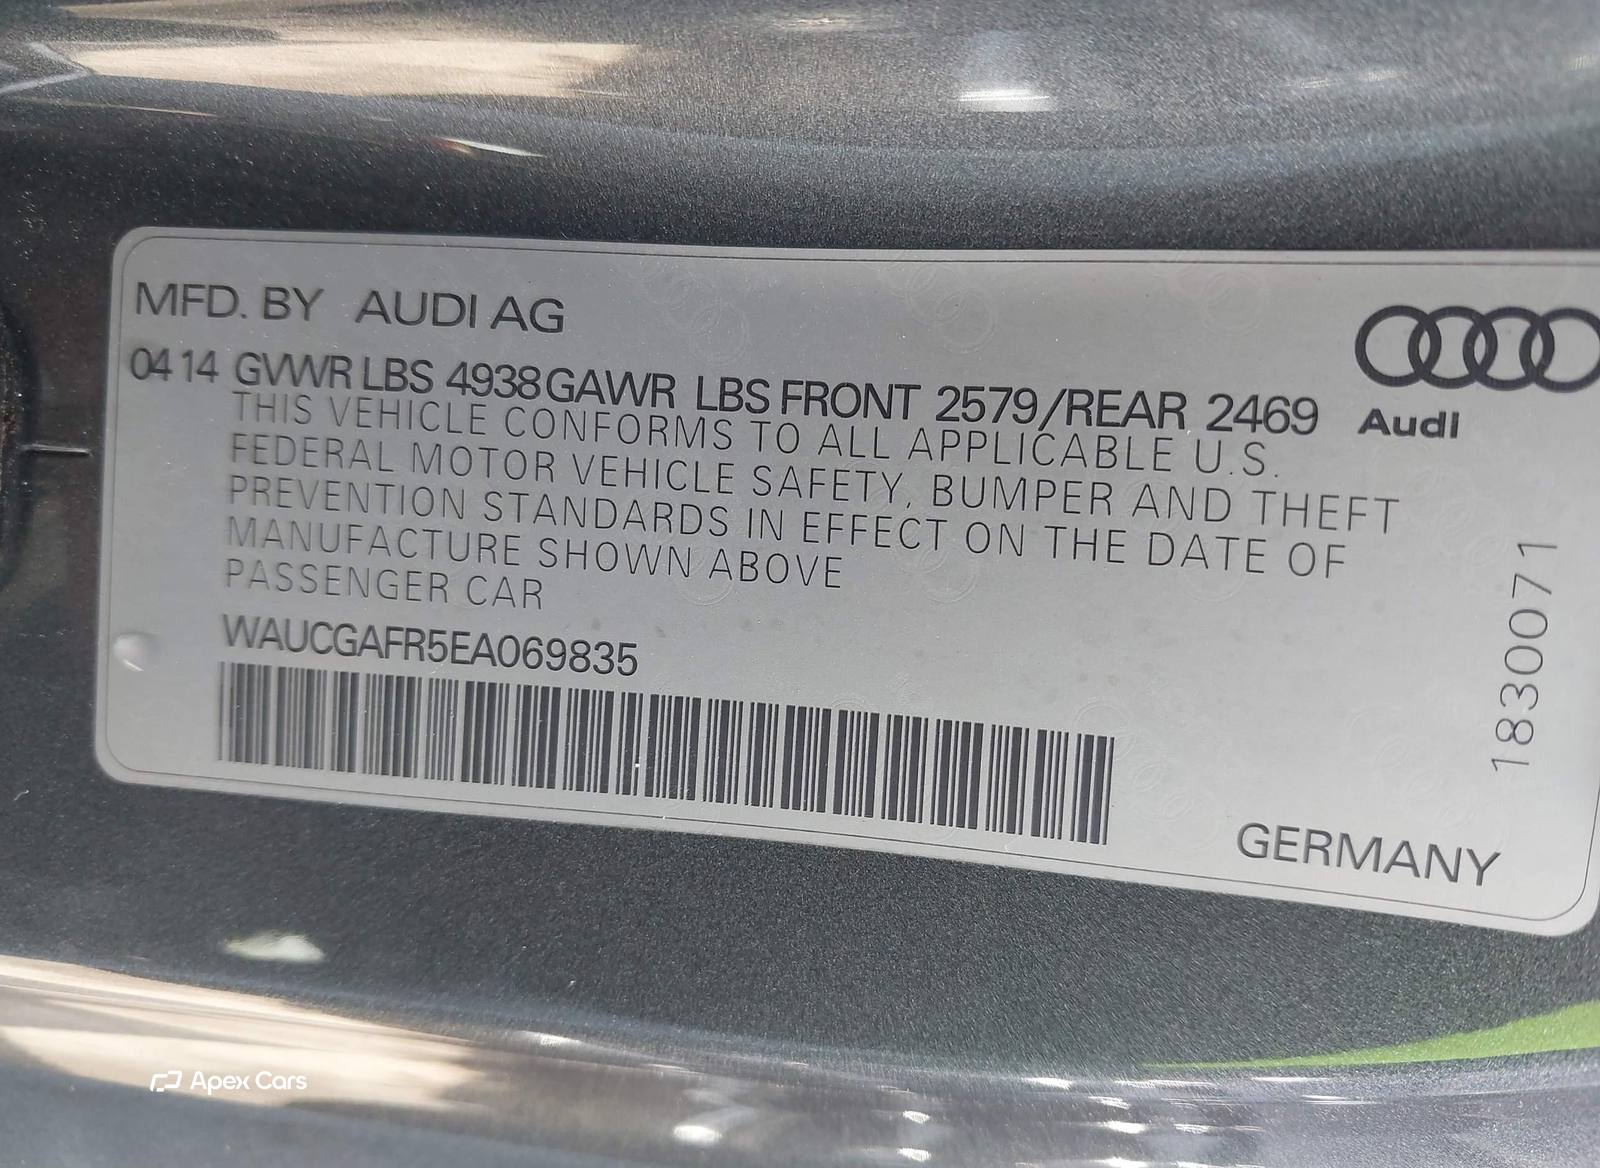 MFD. BY AUDI AG
0414 GVWR LBS 4938 GAWR LBS FRONT 2579/REAR 2469
THIS VEHICLE CONFORMS TO ALL APPLICABLE U.S.
FEDERAL MOTOR VEHICLE SAFETY, BUMPER AND THEFT
PREVENTION STANDARDS IN EFFECT ON THE DATE OF
MANUFACTURE SHOWN ABOVE
PASSENGER CAR
WAUCGAFR5EA069835
Audi
1830071
GERMANY
Apex Cars